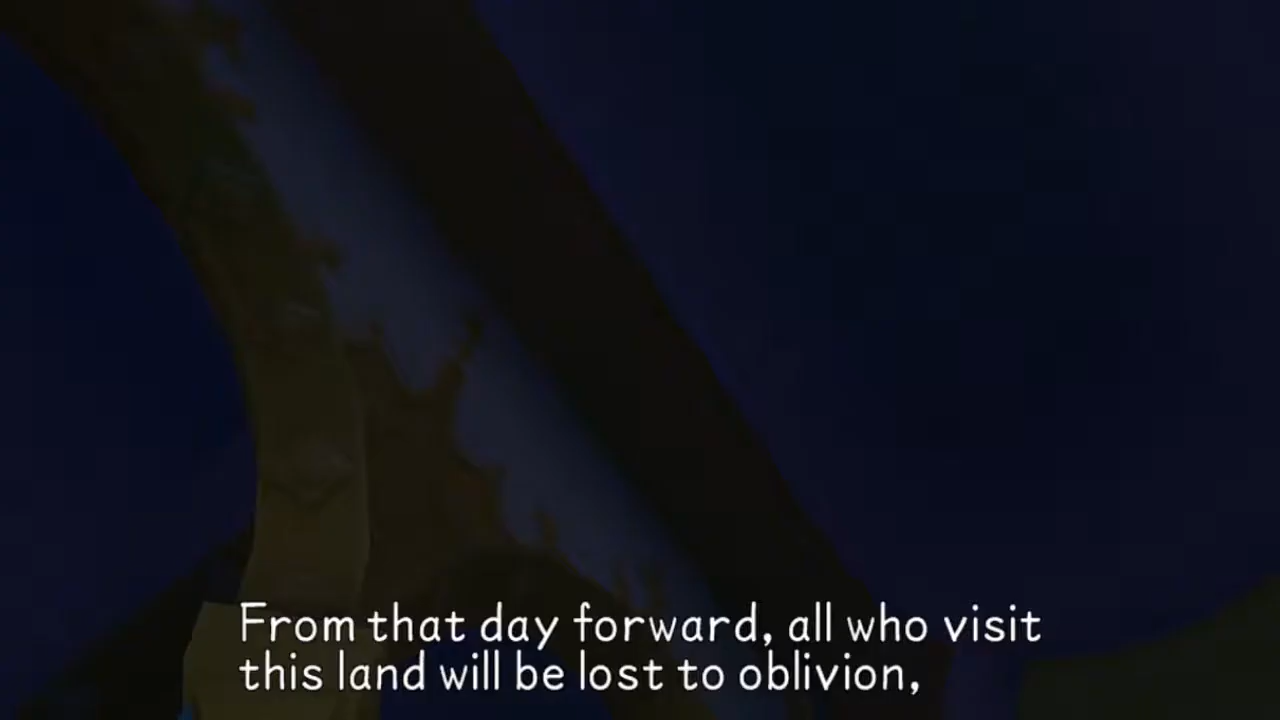 From that day forward, all who visit
this land will be lost to oblivion,